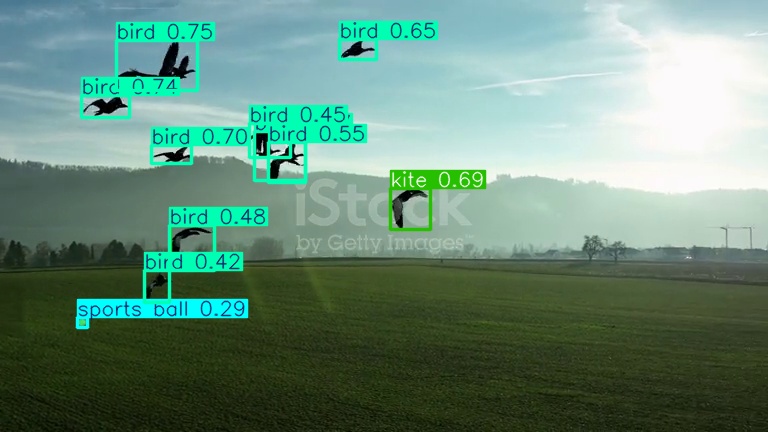 bird 0.75
bird 0.65
bird 0.74
bird 0.45
bird 0.55
bird 0.70
kite 0.69
iStock
by Getty Images™
bird 0.48
bird 0.42
sports ball 0.29